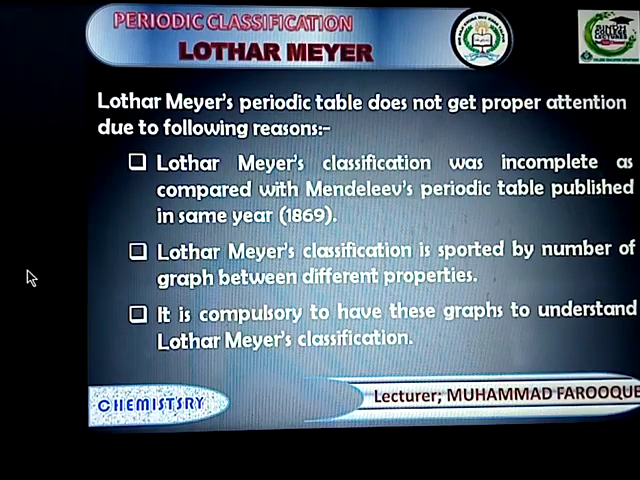 PERIODIC CLASSIFICATION
LOTHAR MEYER
SINDH
COLLEGE
LECTURES
Lothar Meyer's periodic table does not get proper attention
due to following reasons:-
Lothar Meyer's classification was incomplete as
compared with Mendeleev's periodic table published
in same year (1869).
Lothar Meyer's classification is sported by number of
graph between different properties.
It is compulsory to have these graphs to understand
Lothar Meyer's classification.
CHEMISTSRY
Lecturer; MUHAMMAD FAROOQUE